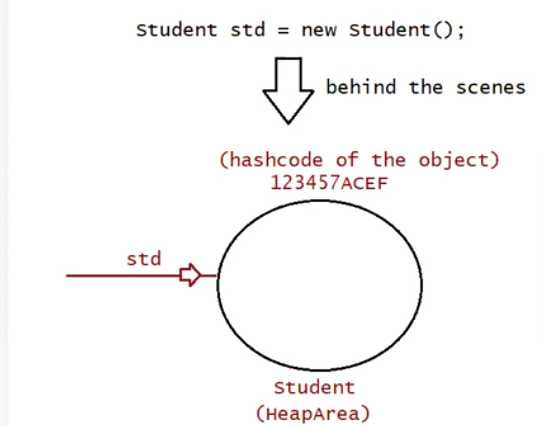 Student std = new Student();
behind the scenes
(hashcode of the object)
123457ACEF
std
Student
(HeapArea)